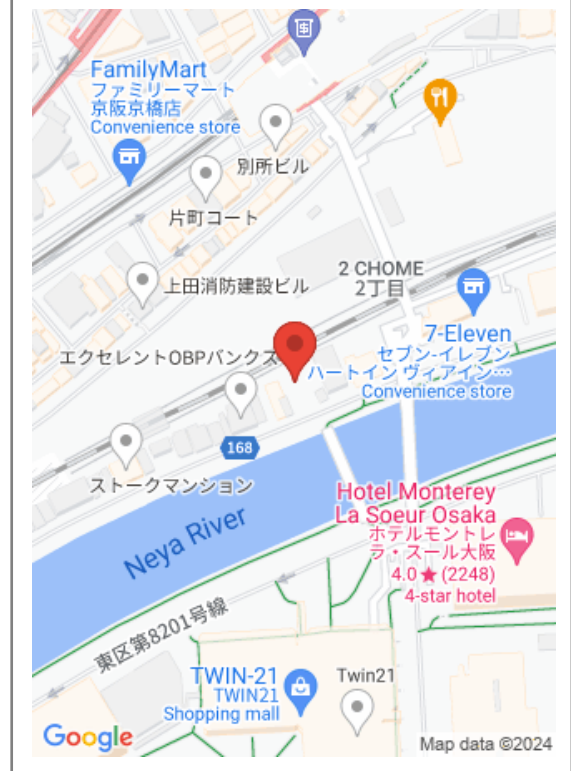 FamilyMart
ファミリーマート
京阪京橋店
Convenience store
別所ビル
片町コート
2 CHOME
2丁目
上田消防建設ビル
7-Eleven
セブン-イレブン
ハートイン ヴィアイン…
Convenience store
エクセレントOBPバンクス
168
ストークマンション
Neya River
Hotel Monterey
La Soeur Osaka
ホテルモントレ
ラ・スール大阪
4.0★(2248)
4-star hotel
東区第8201号線
TWIN-21
TWIN21
Shopping mall
Twin21
Google
Map data ©2024